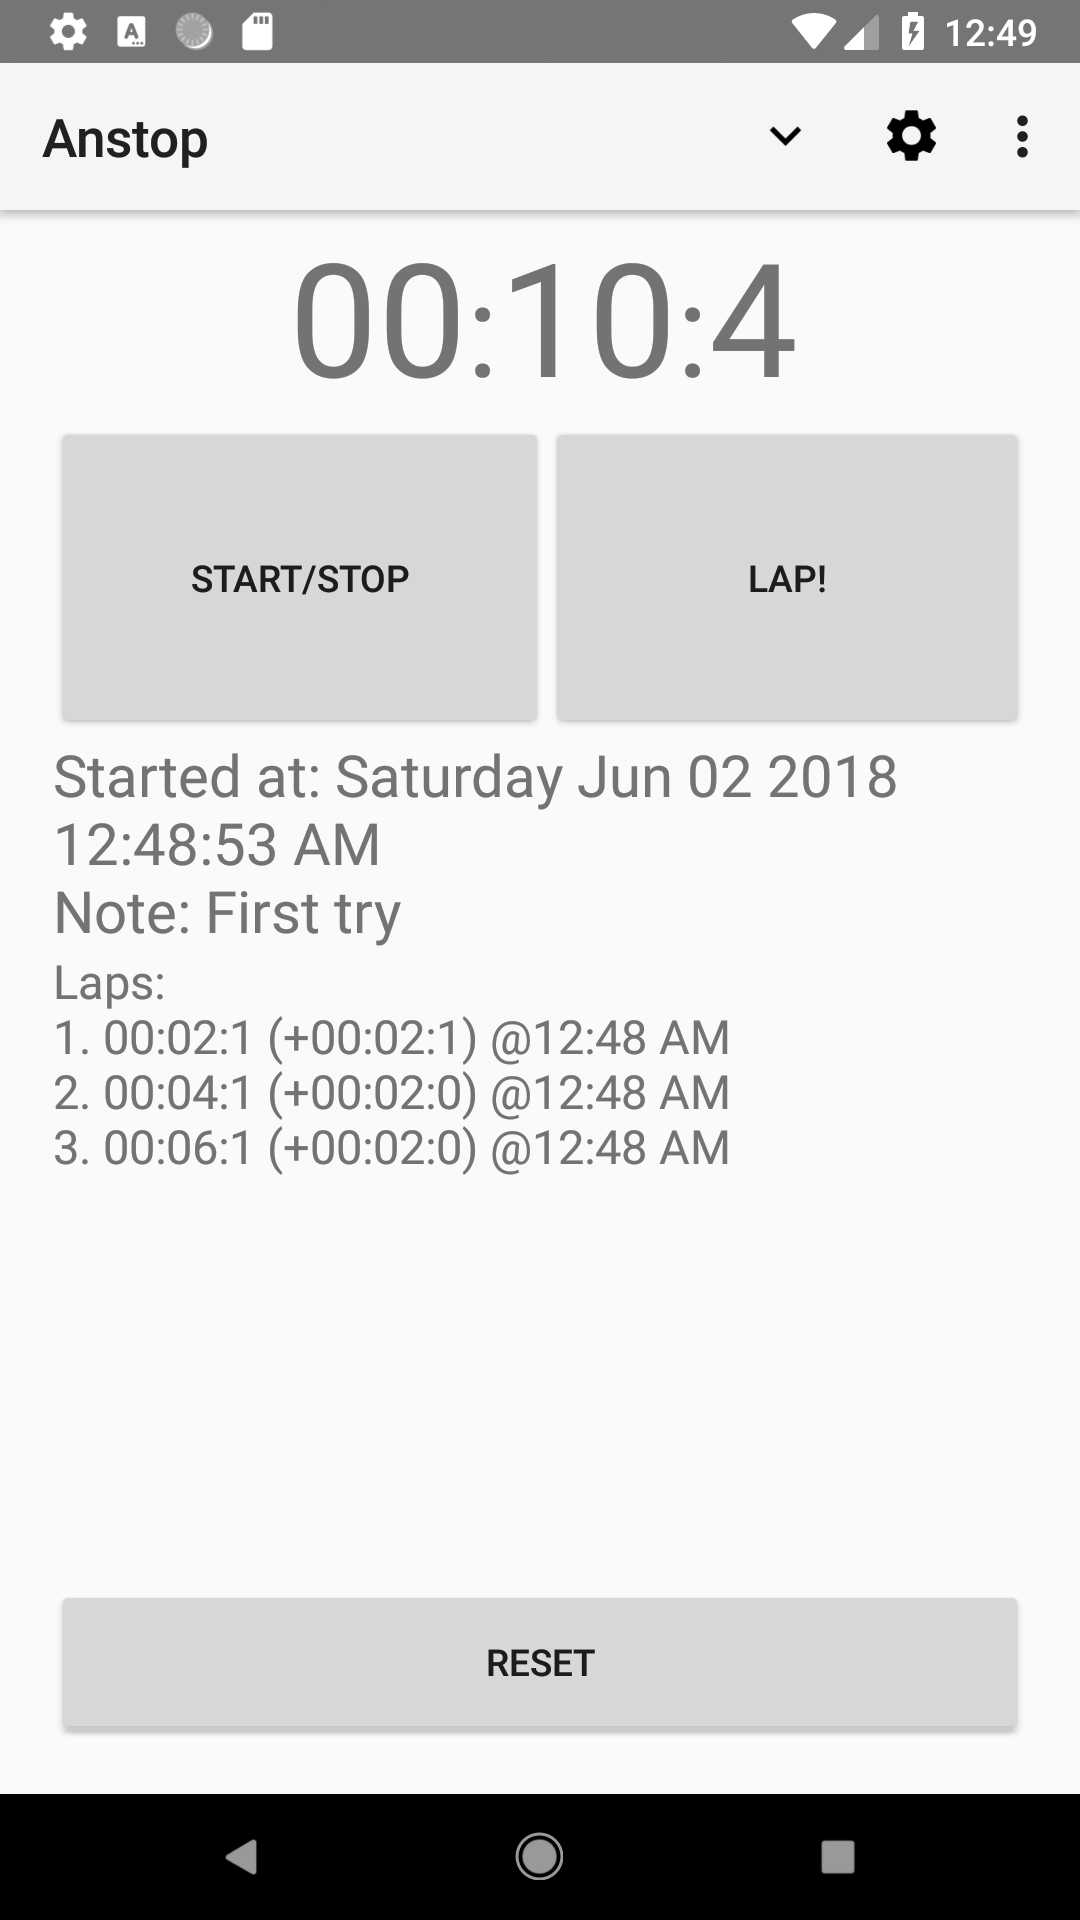 12:49
Anstop
00:10:4
START/STOP
LAP!
Started at: Saturday Jun 02 2018
12:48:53 AM
Note: First try
Laps:
1. 00:02:1 (+00:02:1) @12:48 AM
2. 00:04:1 (+00:02:0) @12:48 AM
3. 00:06:1 (+00:02:0) @12:48 AM
RESET